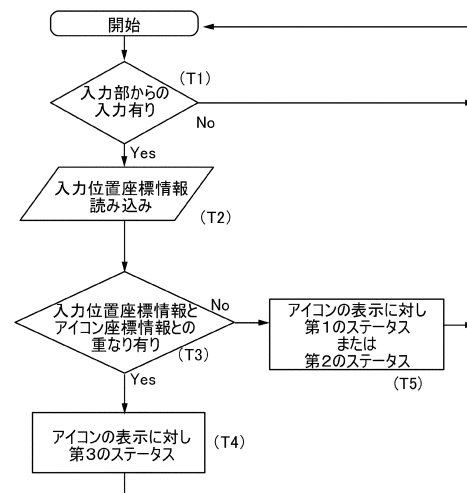 開始
(T1)
入力部からの
入力有り
No
Yes
入力位置座標情報
読み込み
(T2)
入力位置座標情報と
アイコン座標情報との
重なり有り
(T3)
No
Yes
アイコンの表示に対し
第1のステータス
または
第2のステータス
(T5)
アイコンの表示に対し
第3のステータス
(T4)